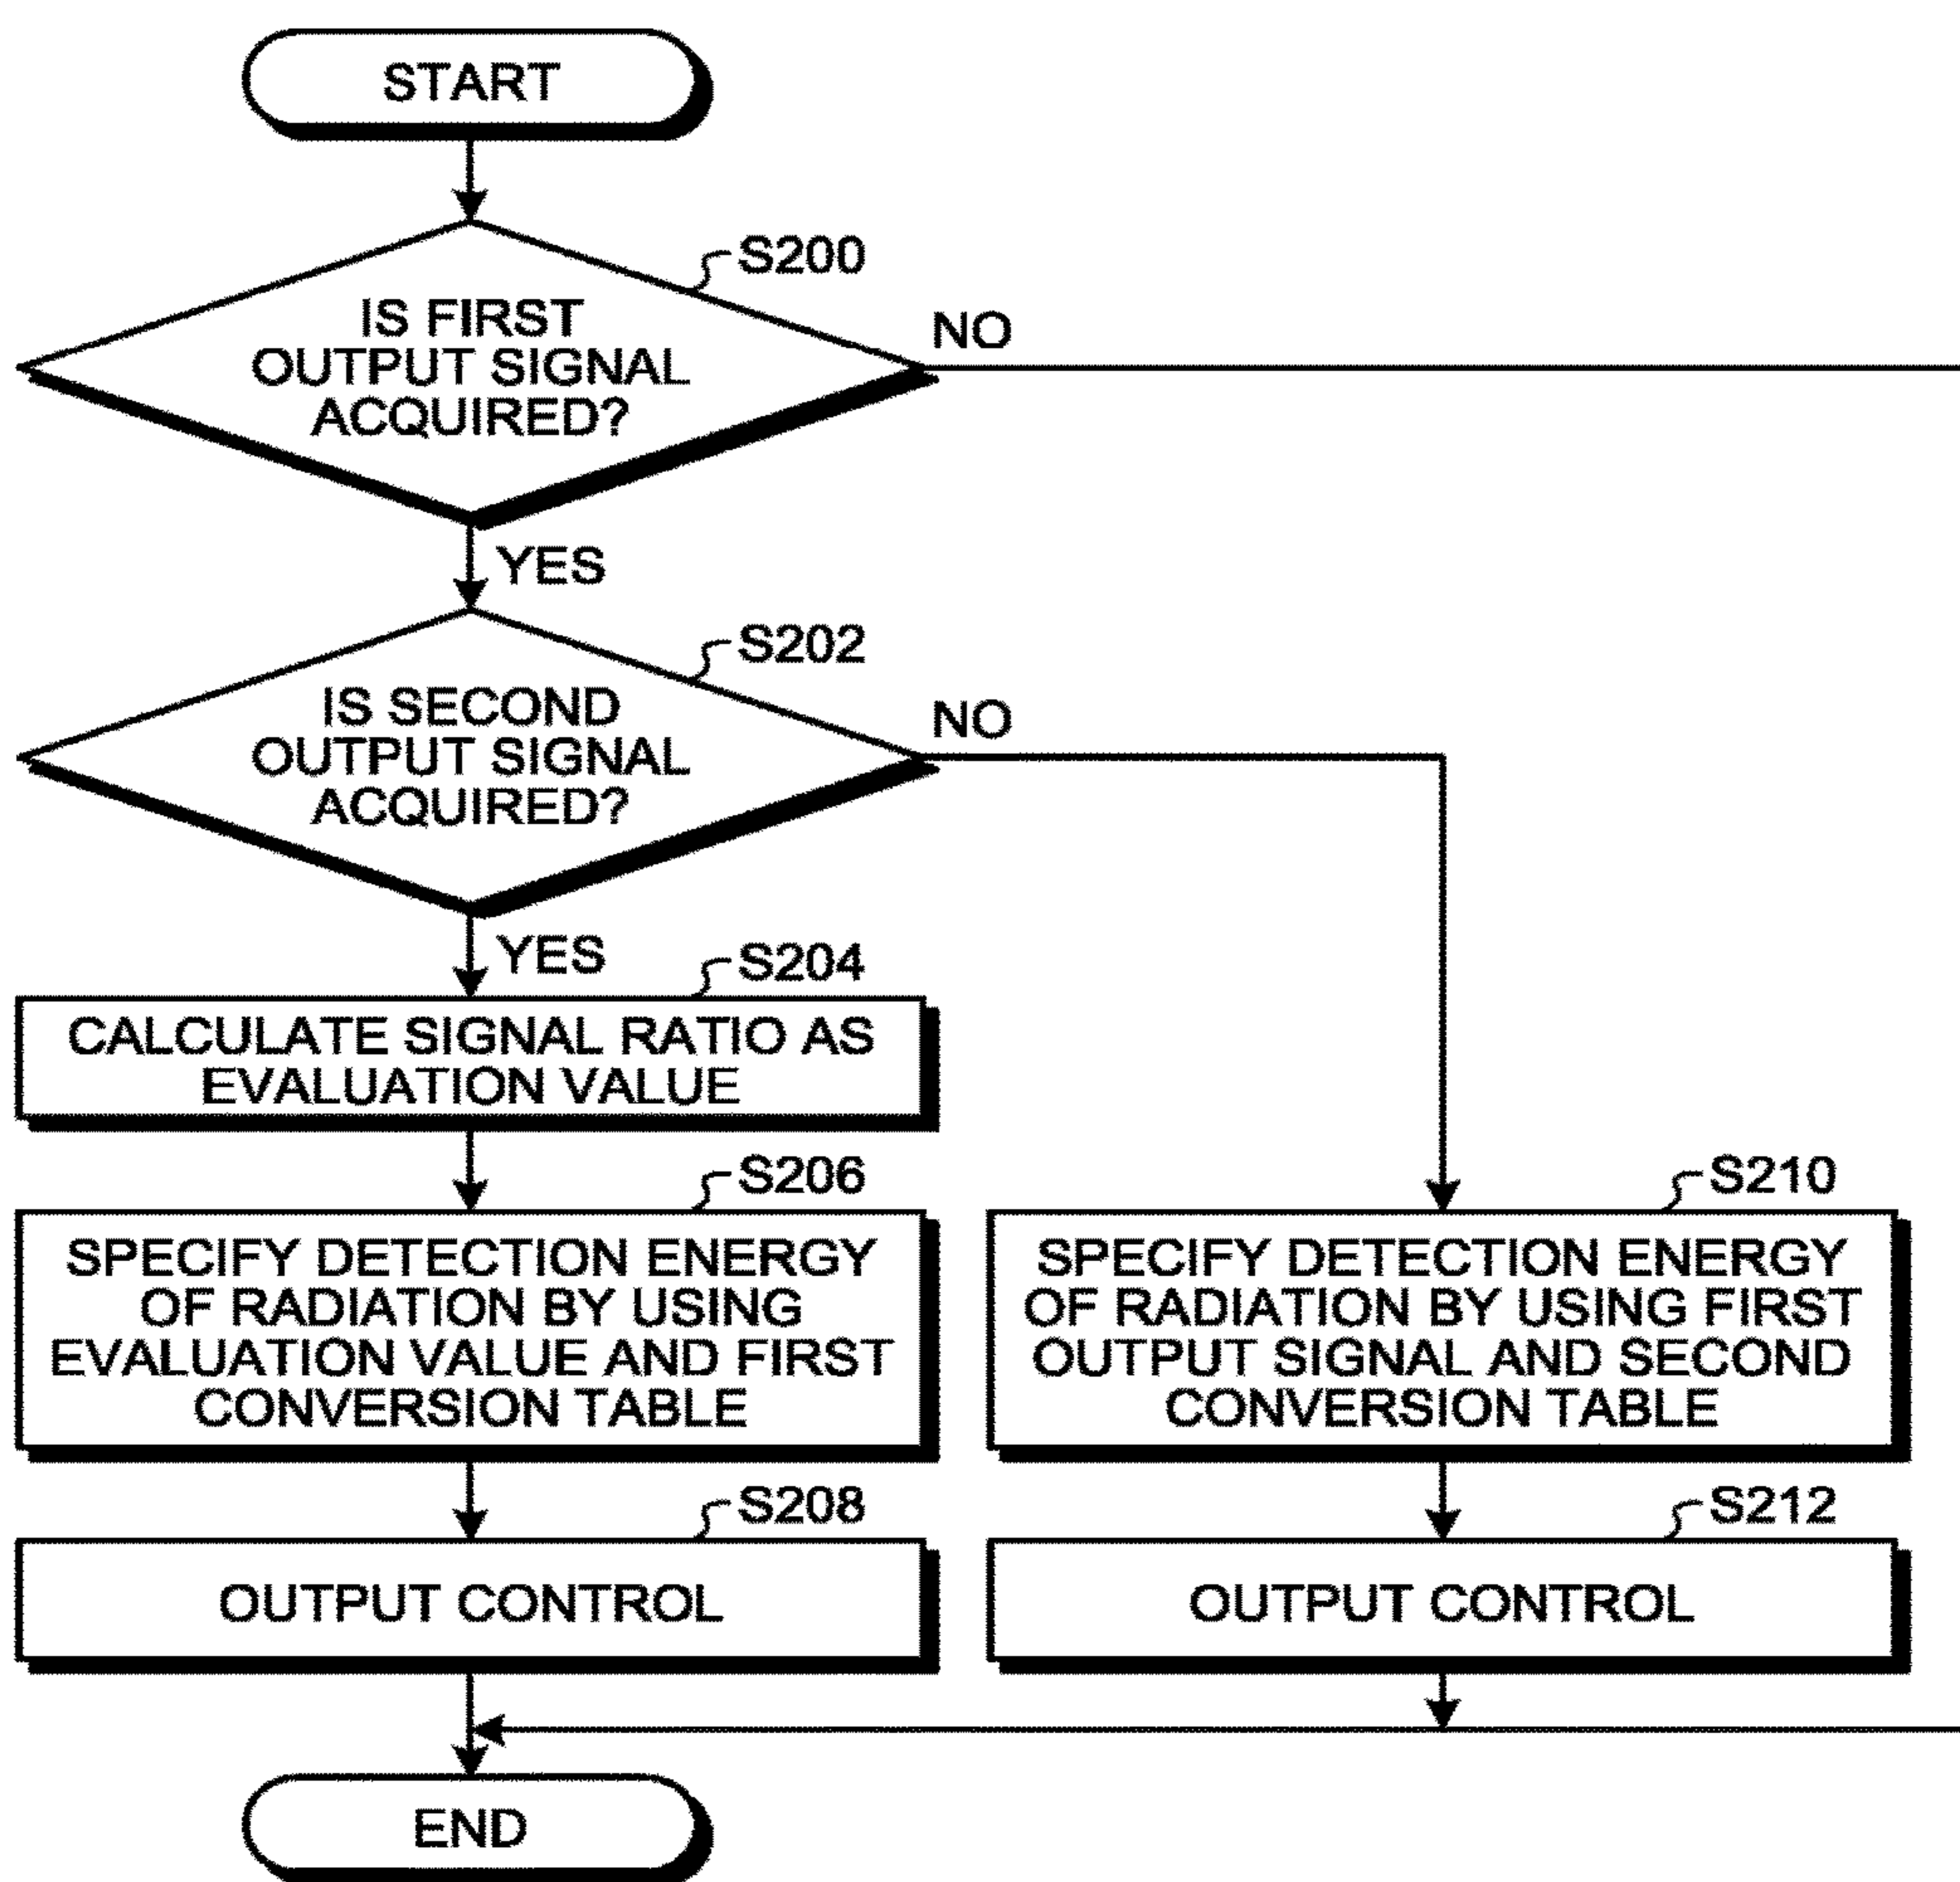 START
S200
IS FIRST
OUTPUT SIGNAL
ACQUIRED?
NO
YES
S202
IS SECOND
OUTPUT SIGNAL
ACQUIRED?
NO
YES
S204
CALCULATE SIGNAL RATIO AS
EVALUATION VALUE
S206
SPECIFY DETECTION ENERGY
OF RADIATION BY USING
EVALUATION VALUE AND FIRST
CONVERSION TABLE
S210
SPECIFY DETECTION ENERGY
OF RADIATION BY USING FIRST
OUTPUT SIGNAL AND SECOND
CONVERSION TABLE
S208
OUTPUT CONTROL
S212
OUTPUT CONTROL
END